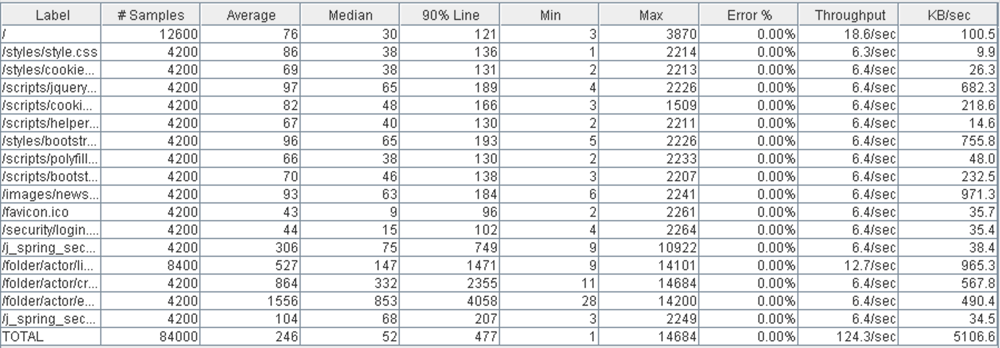 Label # Samples Average Median 90% Line Min Max Error % Throughput KB/sec
/ 12600 76 30 121 3 3870 0.00% 18.6/sec 100.5
/styles/style.css 4200 86 38 136 1 2214 0.00% 6.3/sec 9.9
/styles/cookie... 4200 69 38 131 2 2213 0.00% 6.4/sec 26.3
/scripts/jquery... 4200 97 65 189 4 2226 0.00% 6.4/sec 682.3
/scripts/cooki... 4200 82 48 166 3 1509 0.00% 6.4/sec 218.6
/scripts/helper... 4200 67 40 130 2 2211 0.00% 6.4/sec 14.6
/styles/bootstr... 4200 96 65 193 5 2226 0.00% 6.4/sec 755.8
/scripts/polyfill... 4200 66 38 130 2 2233 0.00% 6.4/sec 48.0
/scripts/bootst... 4200 70 46 138 3 2207 0.00% 6.4/sec 232.5
/images/news... 4200 93 63 184 6 2241 0.00% 6.4/sec 971.3
/favicon.ico 4200 43 9 96 2 2261 0.00% 6.4/sec 35.7
/security/login.... 4200 44 15 102 4 2264 0.00% 6.4/sec 35.4
/j_spring_sec... 4200 306 75 749 9 10922 0.00% 6.4/sec 38.4
/folder/actor/li... 8400 527 147 1471 9 14101 0.00% 12.7/sec 965.3
/folder/actor/cr... 4200 864 332 2355 11 14684 0.00% 6.4/sec 567.8
/folder/actor/e... 4200 1556 853 4058 28 14200 0.00% 6.4/sec 490.4
/j_spring_sec... 4200 104 68 207 3 2249 0.00% 6.4/sec 34.5
TOTAL 84000 246 52 477 1 14684 0.00% 124.3/sec 5106.6